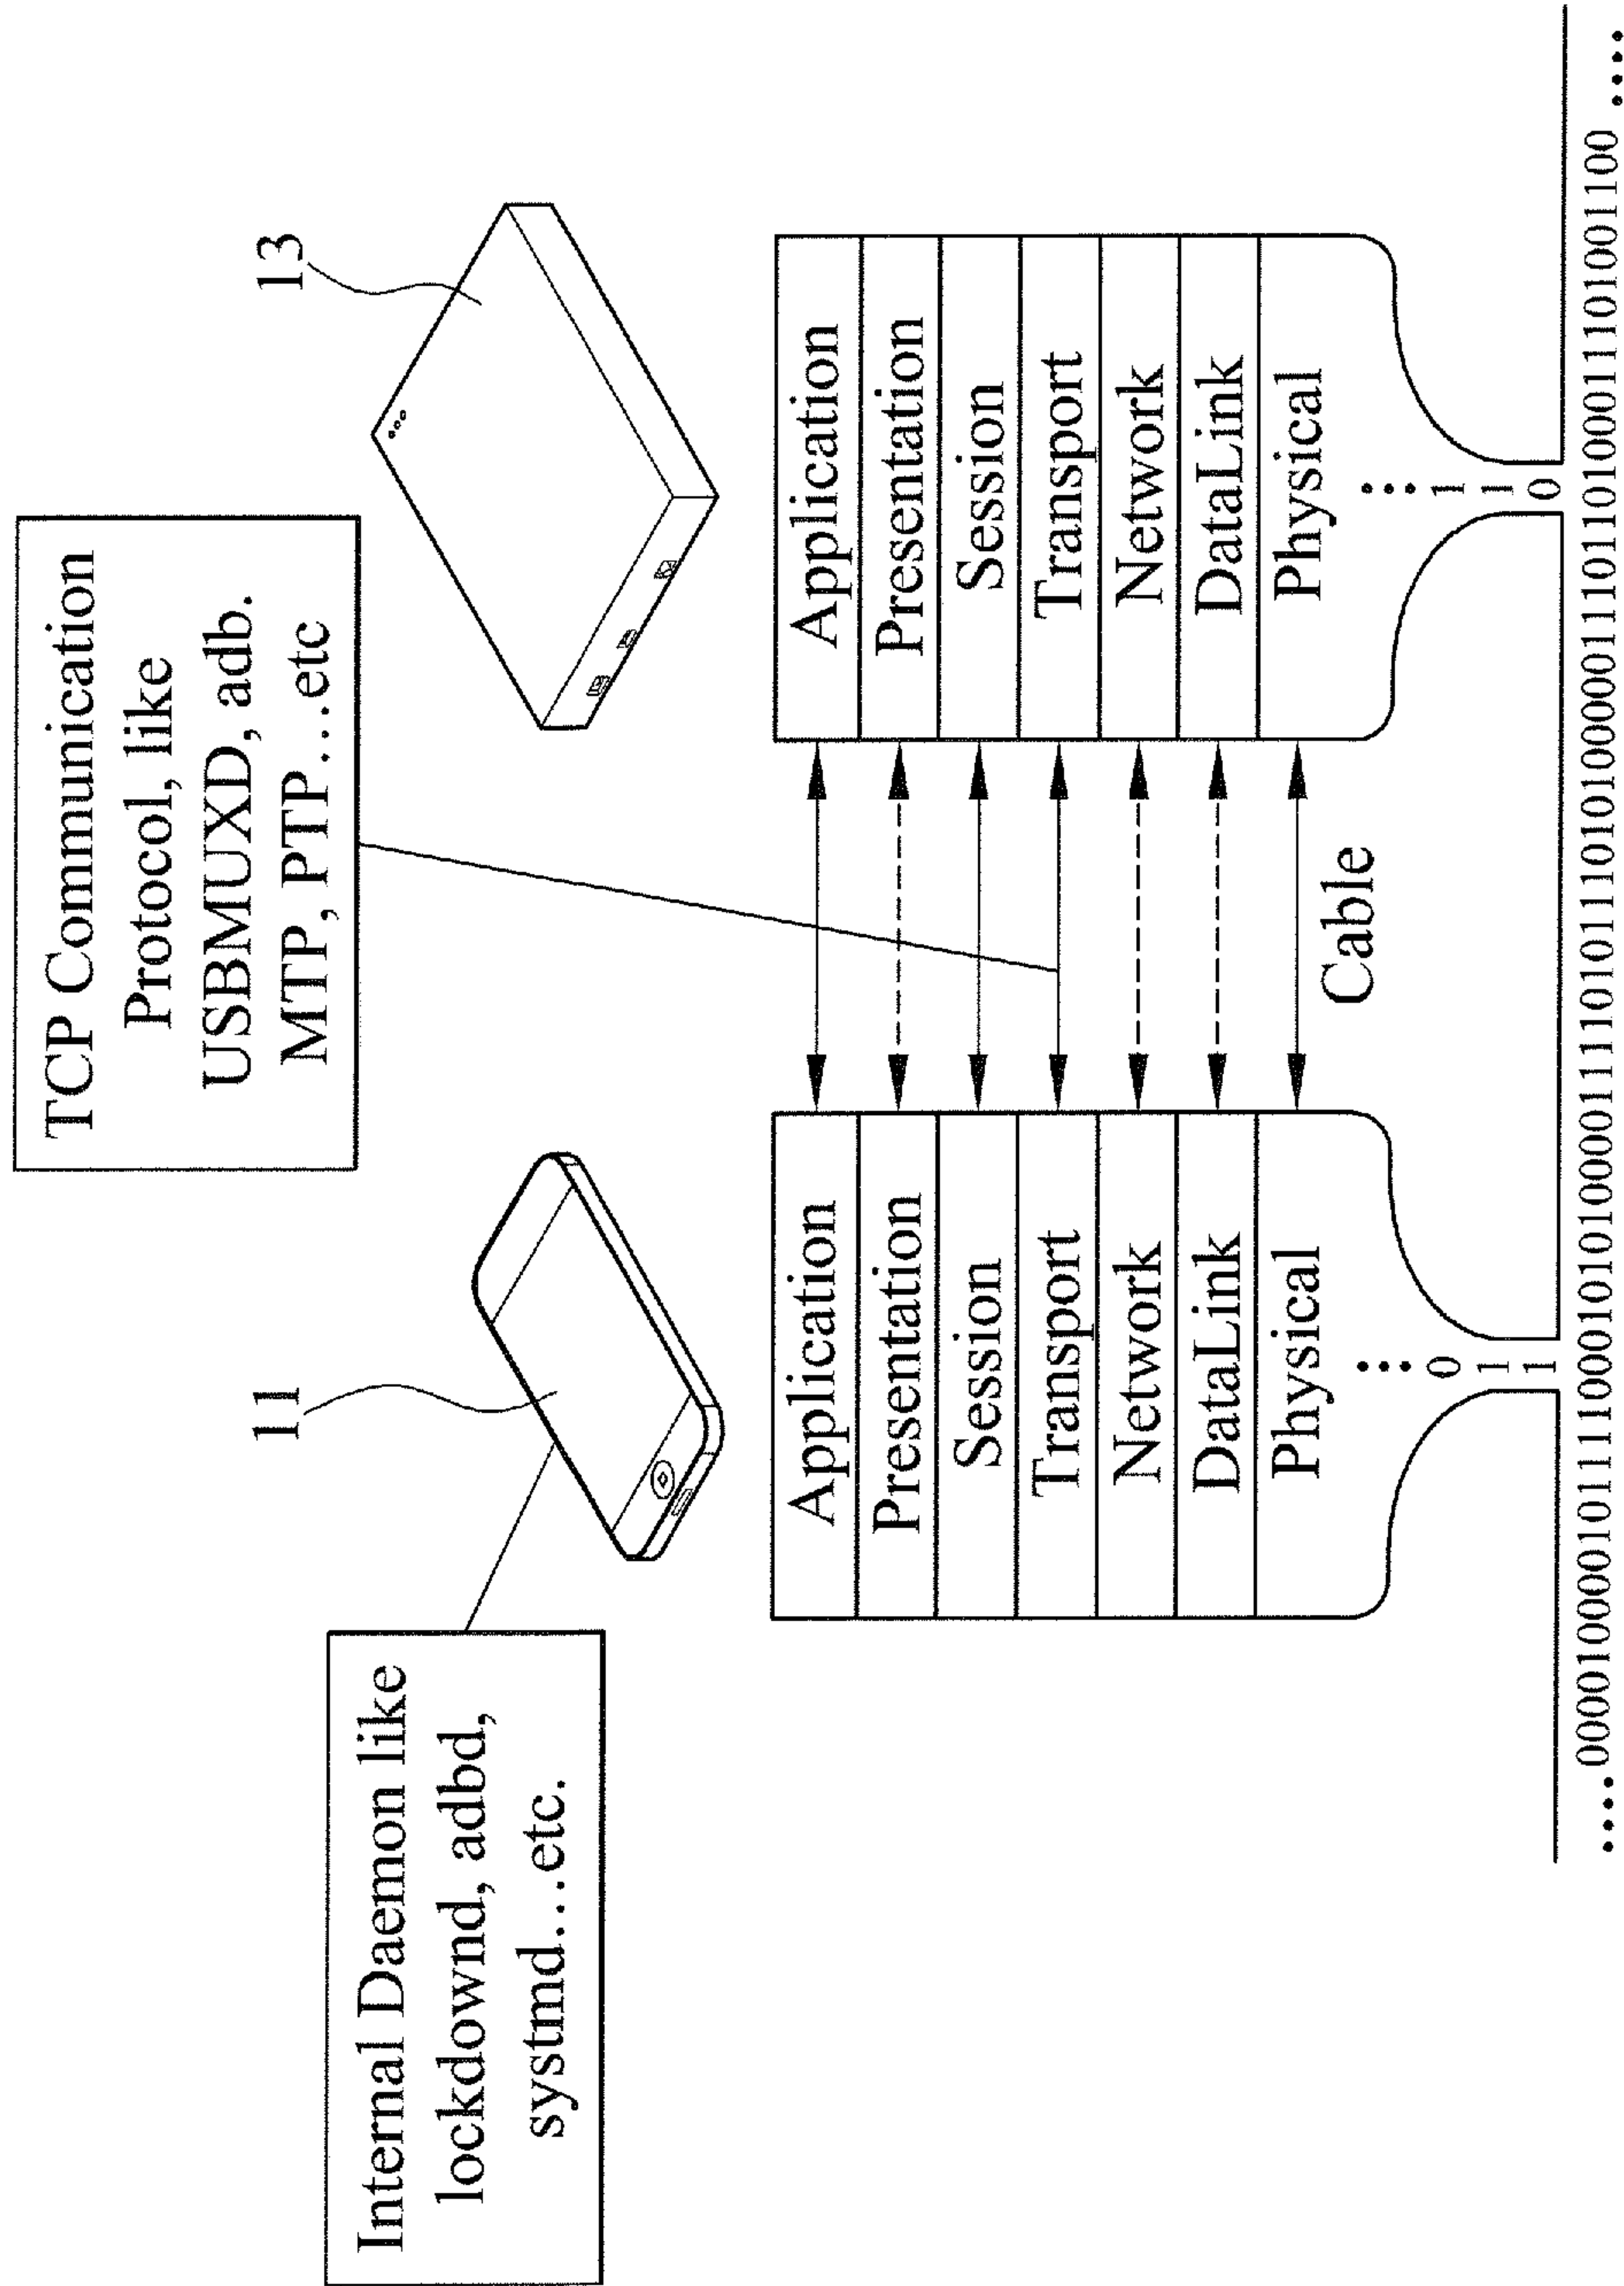 TCP Communication
Protocol, like
USBMUXD, adb.
MTP, PTP....etc
11
13
Internal Daemon like
lockdownd, adbd,
systmd....etc.
Application
Presentation
Session
Transport
Network
DataLink
Physical
Cable
Application
Presentation
Session
Transport
Network
DataLink
Physical
0
1
1
1
1
0